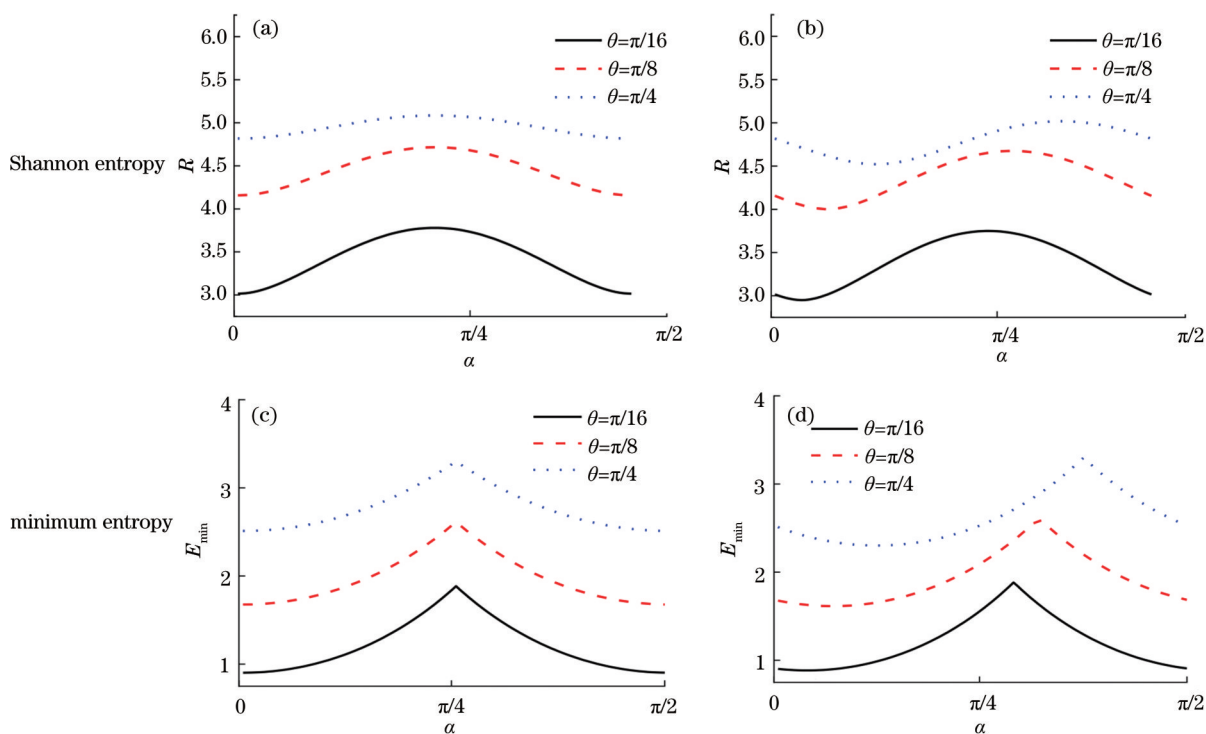 (a)
θ=π/16
θ=π/8
θ=π/4
6.0
5.5
5.0
4.5
4.0
3.5
3.0
Shannon entropy
R
0
π/4
π/2
α
(b)
θ=π/16
θ=π/8
θ=π/4
6.0
5.5
5.0
4.5
4.0
3.5
3.0
R
0
π/4
π/2
α
(c)
θ=π/16
θ=π/8
θ=π/4
4
3
2
1
minimum entropy
E_min
0
π/4
π/2
α
(d)
θ=π/16
θ=π/8
θ=π/4
4
3
2
1
E_min
0
π/4
π/2
α